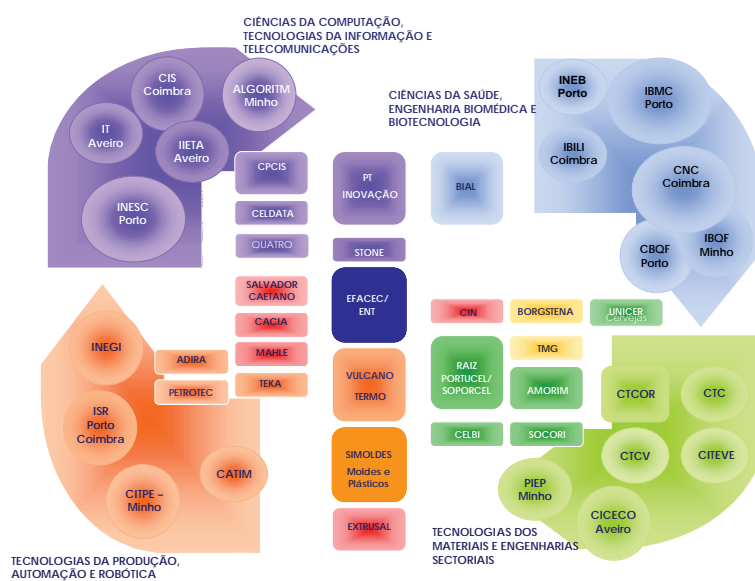 CIÊNCIAS DA COMPUTAÇÃO,
TECNOLOGIAS DA INFORMAÇÃO E
TELECOMUNICAÇÕES
CIS
Coimbra
ALGORITM
Minho
IT
Aveiro
IIETA
Aveiro
INESC
Porto
CIÊNCIAS DA SAÚDE,
ENGENHARIA BIOMÉDICA E
BIOTECNOLOGIA
INEB
Porto
IBMC
Porto
IBILI
Coimbra
CNC
Coimbra
CBQF
Porto
IBQF
Minho
CPCIS
CELDATA
QUATRO
PT
INOVAÇÃO
STONE
BIAL
SALVADOR
CAETANO
CACIA
MAHLE
TEKA
ADIRA
PETROTEC
EFACEC/
ENT
VULCANO
TERMO
SIMOLDES
Moldes e
Plásticos
EXTRUSAL
CIN
BORGSTENA
UNICER
Cervejas
TMG
RAIZ
PORTUCEL/
SOPORCEL
AMORIM
CELBI
SOCORI
INEGI
ISR
Porto
Coimbra
CITPE –
Minho
CATIM
TECNOLOGIAS DA PRODUÇÃO,
AUTOMAÇÃO E ROBÓTICA
CTCOR
CTC
CTCV
CITEVE
PIEP
Minho
CICECO
Aveiro
TECNOLOGIAS DOS
MATERIAIS E ENGENHARIAS
SECTORIAIS